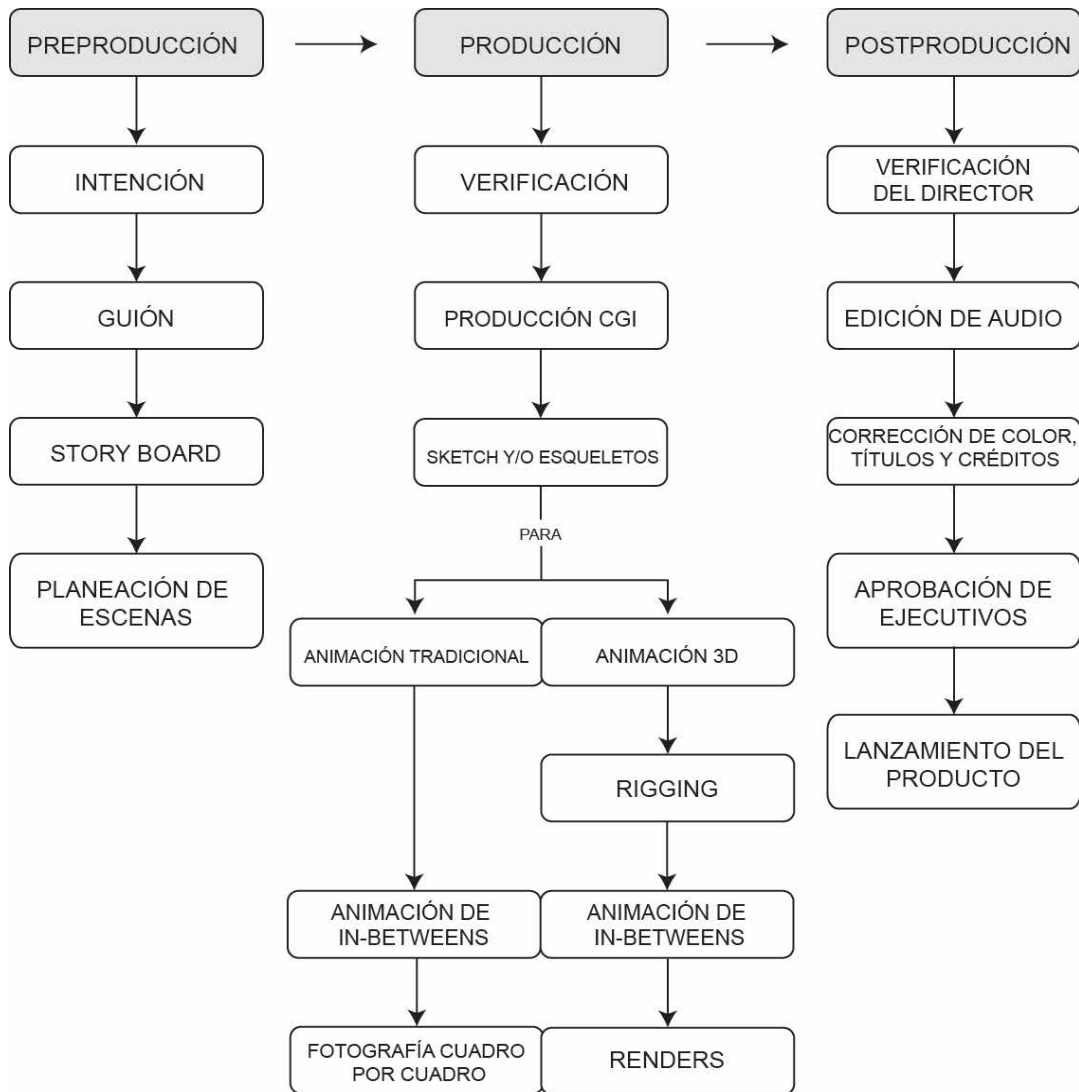 PREPRODUCCIÓN
PRODUCCIÓN
POSTPRODUCCIÓN
INTENCIÓN
VERIFICACIÓN
VERIFICACIÓN
DEL DIRECTOR
GUIÓN
PRODUCCIÓN CGI
EDICIÓN DE AUDIO
STORY BOARD
SKETCH Y/O ESQUELETOS
CORRECCIÓN DE COLOR,
TÍTULOS Y CRÉDITOS
PARA
PLANEACIÓN DE
ESCENAS
APROBACIÓN DE
EJECUTIVOS
ANIMACIÓN TRADICIONAL
ANIMACIÓN 3D
RIGGING
LANZAMIENTO DEL
PRODUCTO
ANIMACIÓN DE
IN-BETWEENS
ANIMACIÓN DE
IN-BETWEENS
FOTOGRAFÍA CUADRO
POR CUADRO
RENDERS